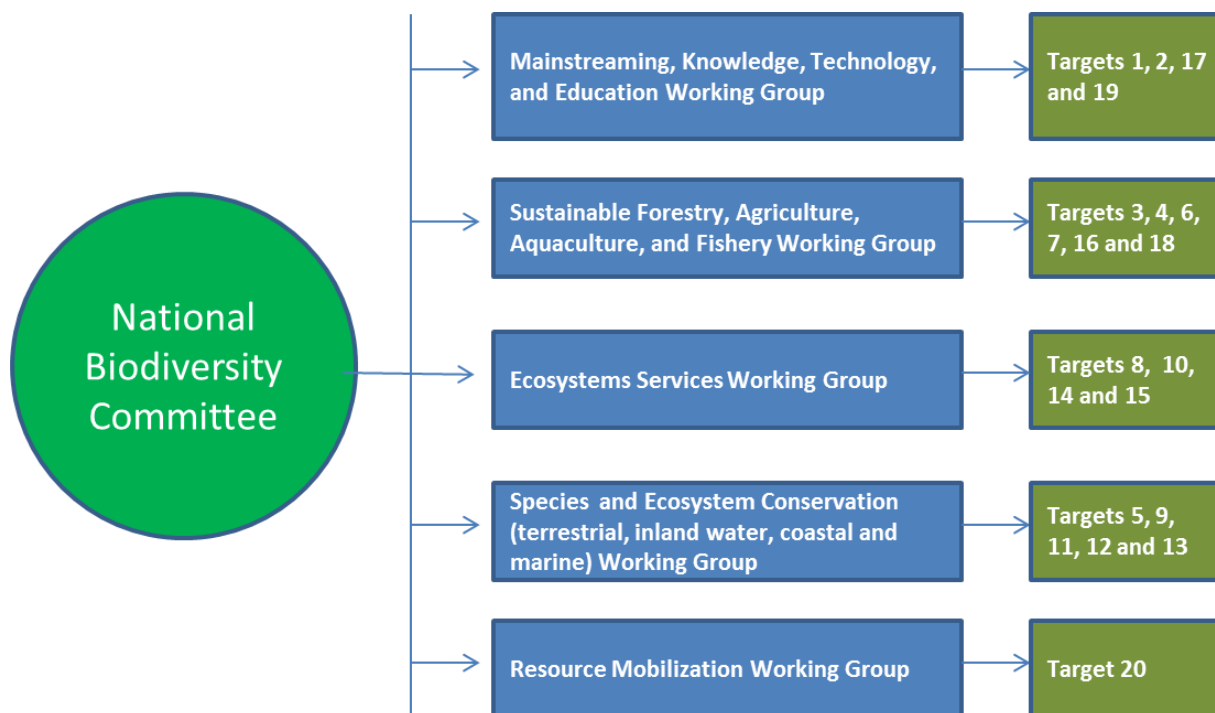 National
Biodiversity
Committee
Mainstreaming, Knowledge, Technology,
and Education Working Group
Targets 1, 2, 17
and 19
Sustainable Forestry, Agriculture,
Aquaculture, and Fishery Working Group
Targets 3, 4, 6,
7, 16 and 18
Ecosystems Services Working Group
Targets 8, 10,
14 and 15
Species and Ecosystem Conservation
(terrestrial, inland water, coastal and
marine) Working Group
Targets 5, 9,
11, 12 and 13
Resource Mobilization Working Group
Target 20